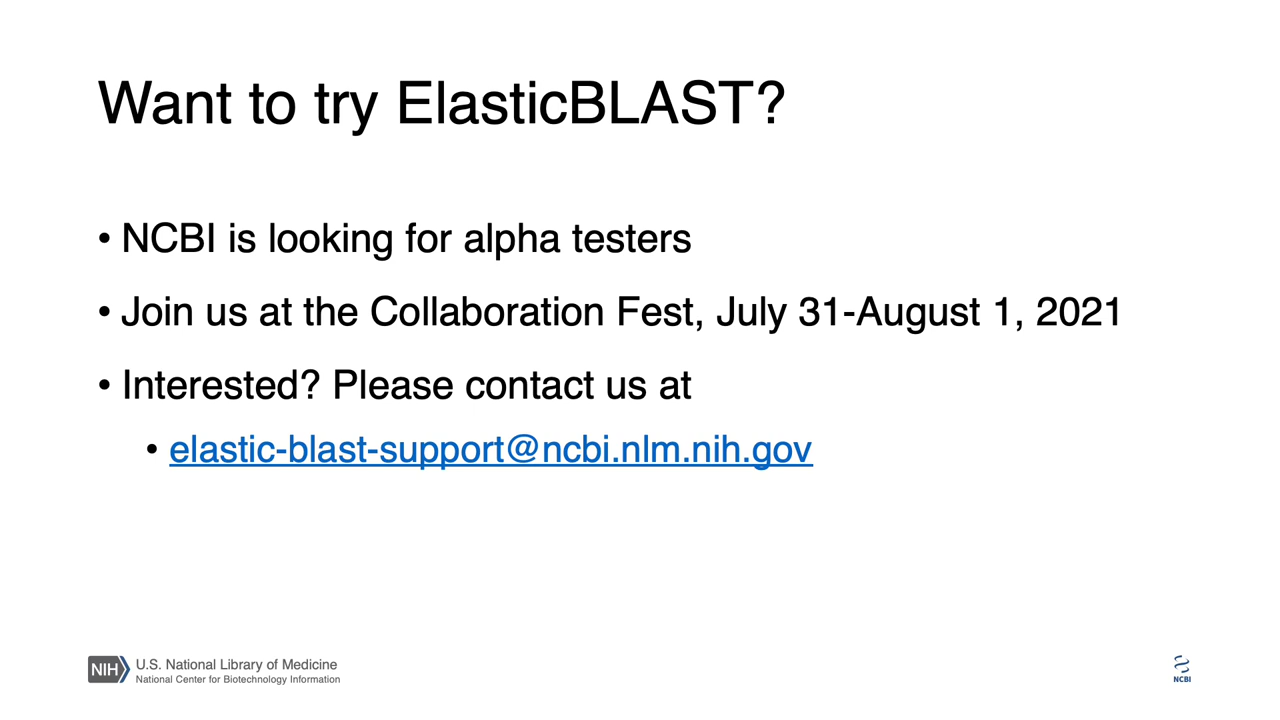 Want to try ElasticBLAST?
• NCBI is looking for alpha testers
• Join us at the Collaboration Fest, July 31-August 1, 2021
• Interested? Please contact us at
• elastic-blast-support@ncbi.nlm.nih.gov
NIH U.S. National Library of Medicine
National Center for Biotechnology Information
NCBI